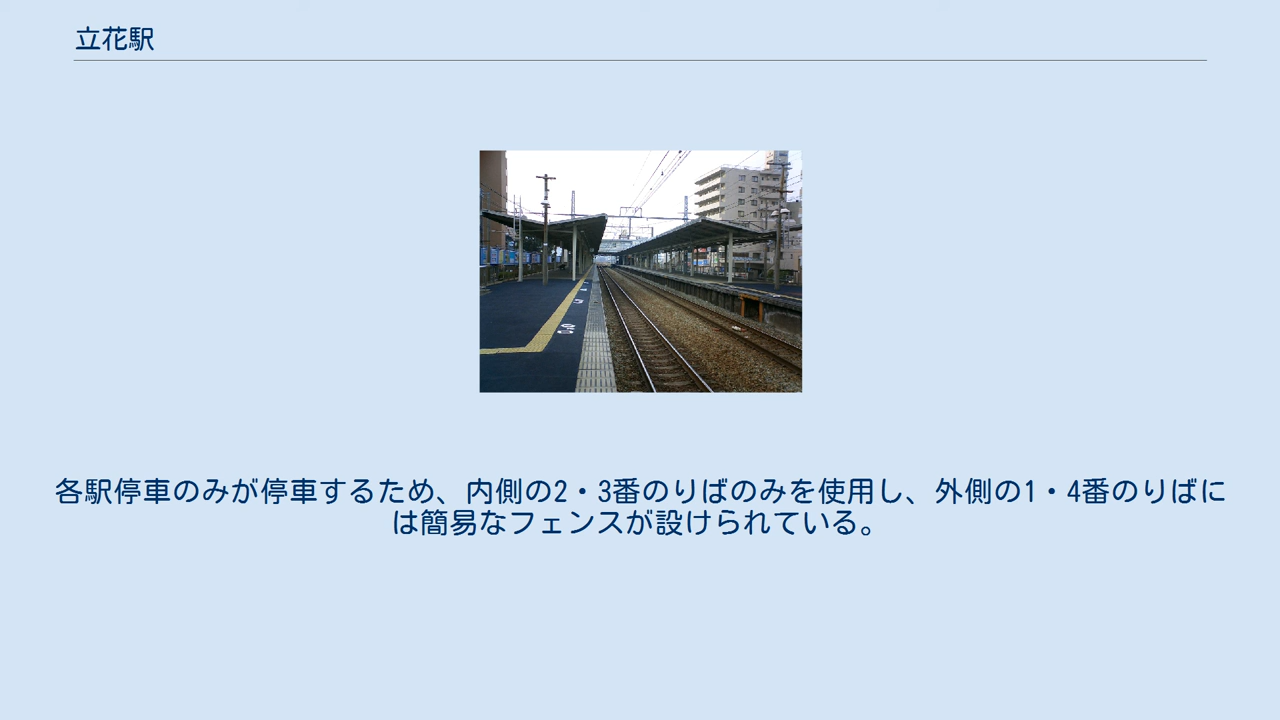 立花駅
各駅停車のみが停車するため、内側の2・3番のりばのみを使用し、外側の1・4番のりばに
は簡易なフェンスが設けられている。